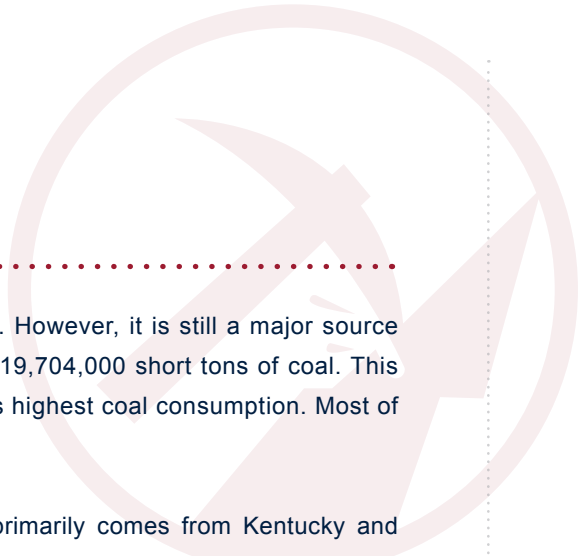 . However, it is still a major source
19,704,000 short tons of coal. This
s highest coal consumption. Most of
primarily comes from Kentucky and